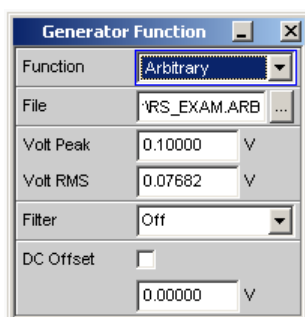 Generator Function
Function Arbitrary
File \RS_EXAM.ARB ...
Volt Peak 0.10000 V
Volt RMS 0.07682 V
Filter Off
DC Offset
0.00000 V